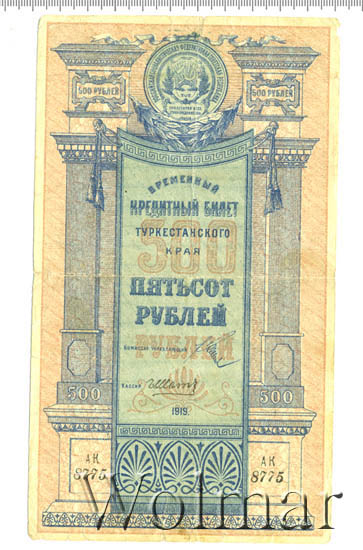 500 РУБЛЕЙ
500 РУБЛЕЙ
ВРЕМЕННЫЙ
КРЕДИТНЫЙ БИЛЕТ
ТУРКЕСТАНСКОГО
КРАЯ
500
ПЯТЬСОТ
РУБЛЕЙ
РУБЛЕЙ
КАССИР
1919.
500
500
АК
8775
АК
8775
Wolmar